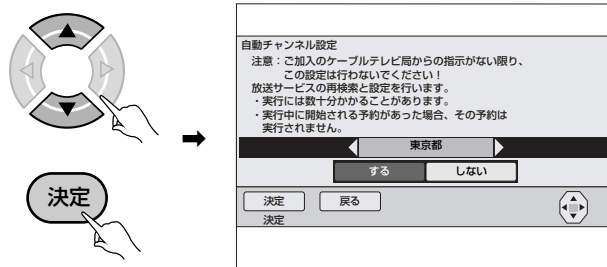 決定
自動チャンネル設定
注意：ご加入のケーブルテレビ局からの指示がない限り、
この設定は行わないでください！
放送サービスの再検索と設定を行います。
・実行には数十分かかることがあります。
・実行中に開始される予約があった場合、その予約は
実行されません。
東京都
する しない
決定 戻る
決定